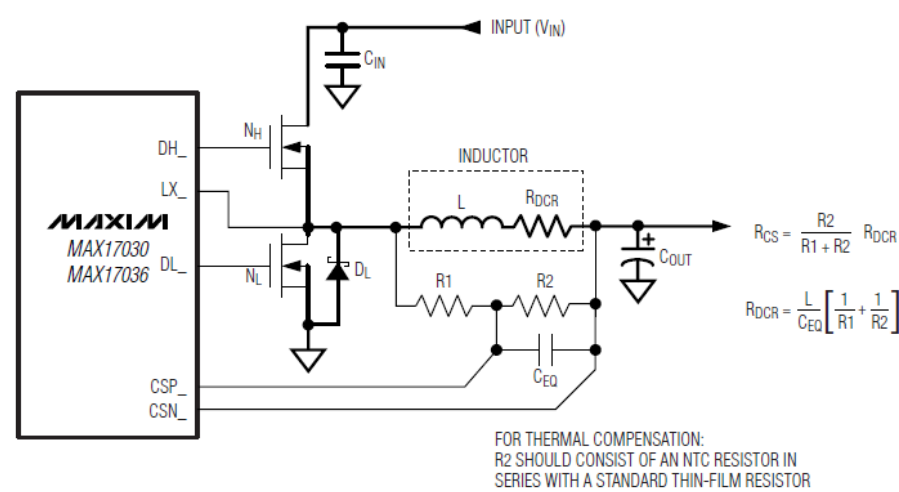 INPUT (VIN)
CIN
NH
DH_
INDUCTOR
LX_
L
RDCR
MAXIM
MAX17030
MAX17036
DL_
NL
DL
R1
R2
COUT
+
CEQ
CSP_
CSN_
RCS = R2 / R1 + R2 RDCR
RDCR = L / CEQ [ 1 / R1 + 1 / R2 ]
FOR THERMAL COMPENSATION:
R2 SHOULD CONSIST OF AN NTC RESISTOR IN
SERIES WITH A STANDARD THIN-FILM RESISTOR